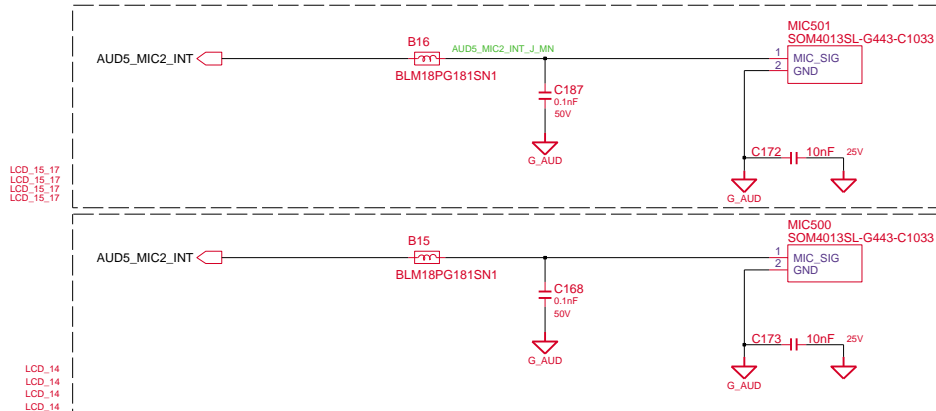 MIC501
SOM4013SL-G443-C1033
B16
AUD5_MIC2_INT_J_MN
AUD5_MIC2_INT
1 MIC_SIG
2 GND
BLM18PG181SN1
C187
0.1nF
50V
G_AUD
C172 10nF 25V
LCD_15_17
LCD_15_17
LCD_15_17
LCD_15_17
G_AUD
MIC500
SOM4013SL-G443-C1033
B15
AUD5_MIC2_INT
1 MIC_SIG
2 GND
BLM18PG181SN1
C168
0.1nF
50V
G_AUD
C173 10nF 25V
LCD_14
LCD_14
LCD_14
LCD_14
G_AUD